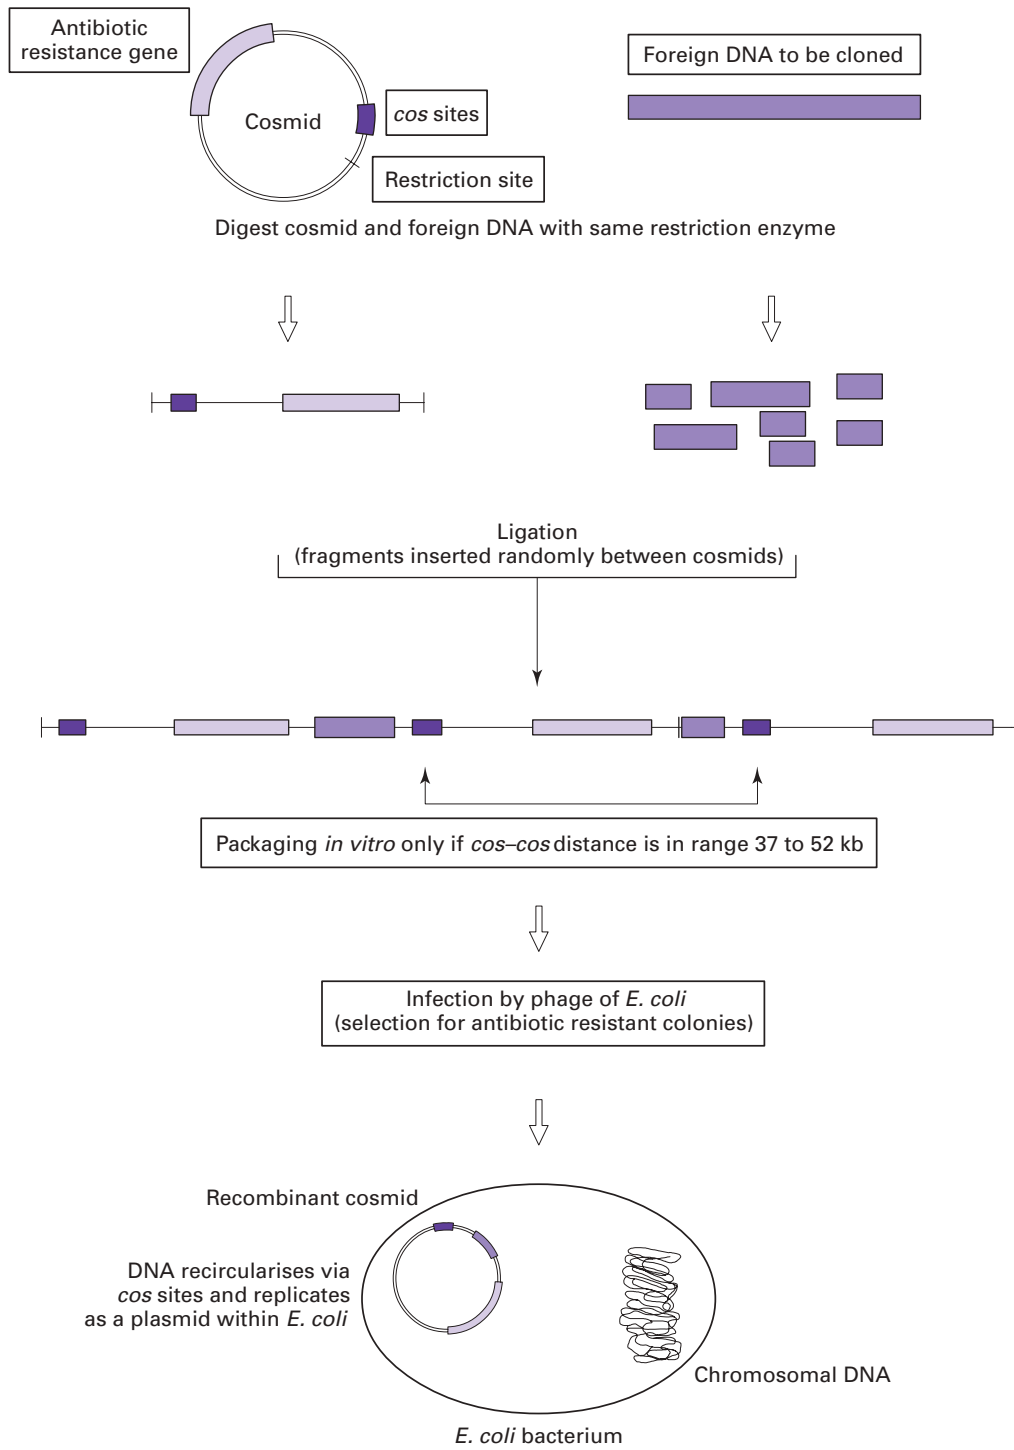 Antibiotic
resistance gene
Foreign DNA to be cloned
Cosmid
cos sites
Restriction site
Digest cosmid and foreign DNA with same restriction enzyme
Ligation
(fragments inserted randomly between cosmids)
Packaging in vitro only if cos–cos distance is in range 37 to 52 kb
Infection by phage of E. coli
(selection for antibiotic resistant colonies)
Recombinant cosmid
DNA recircularises via
cos sites and replicates
as a plasmid within E. coli
Chromosomal DNA
E. coli bacterium